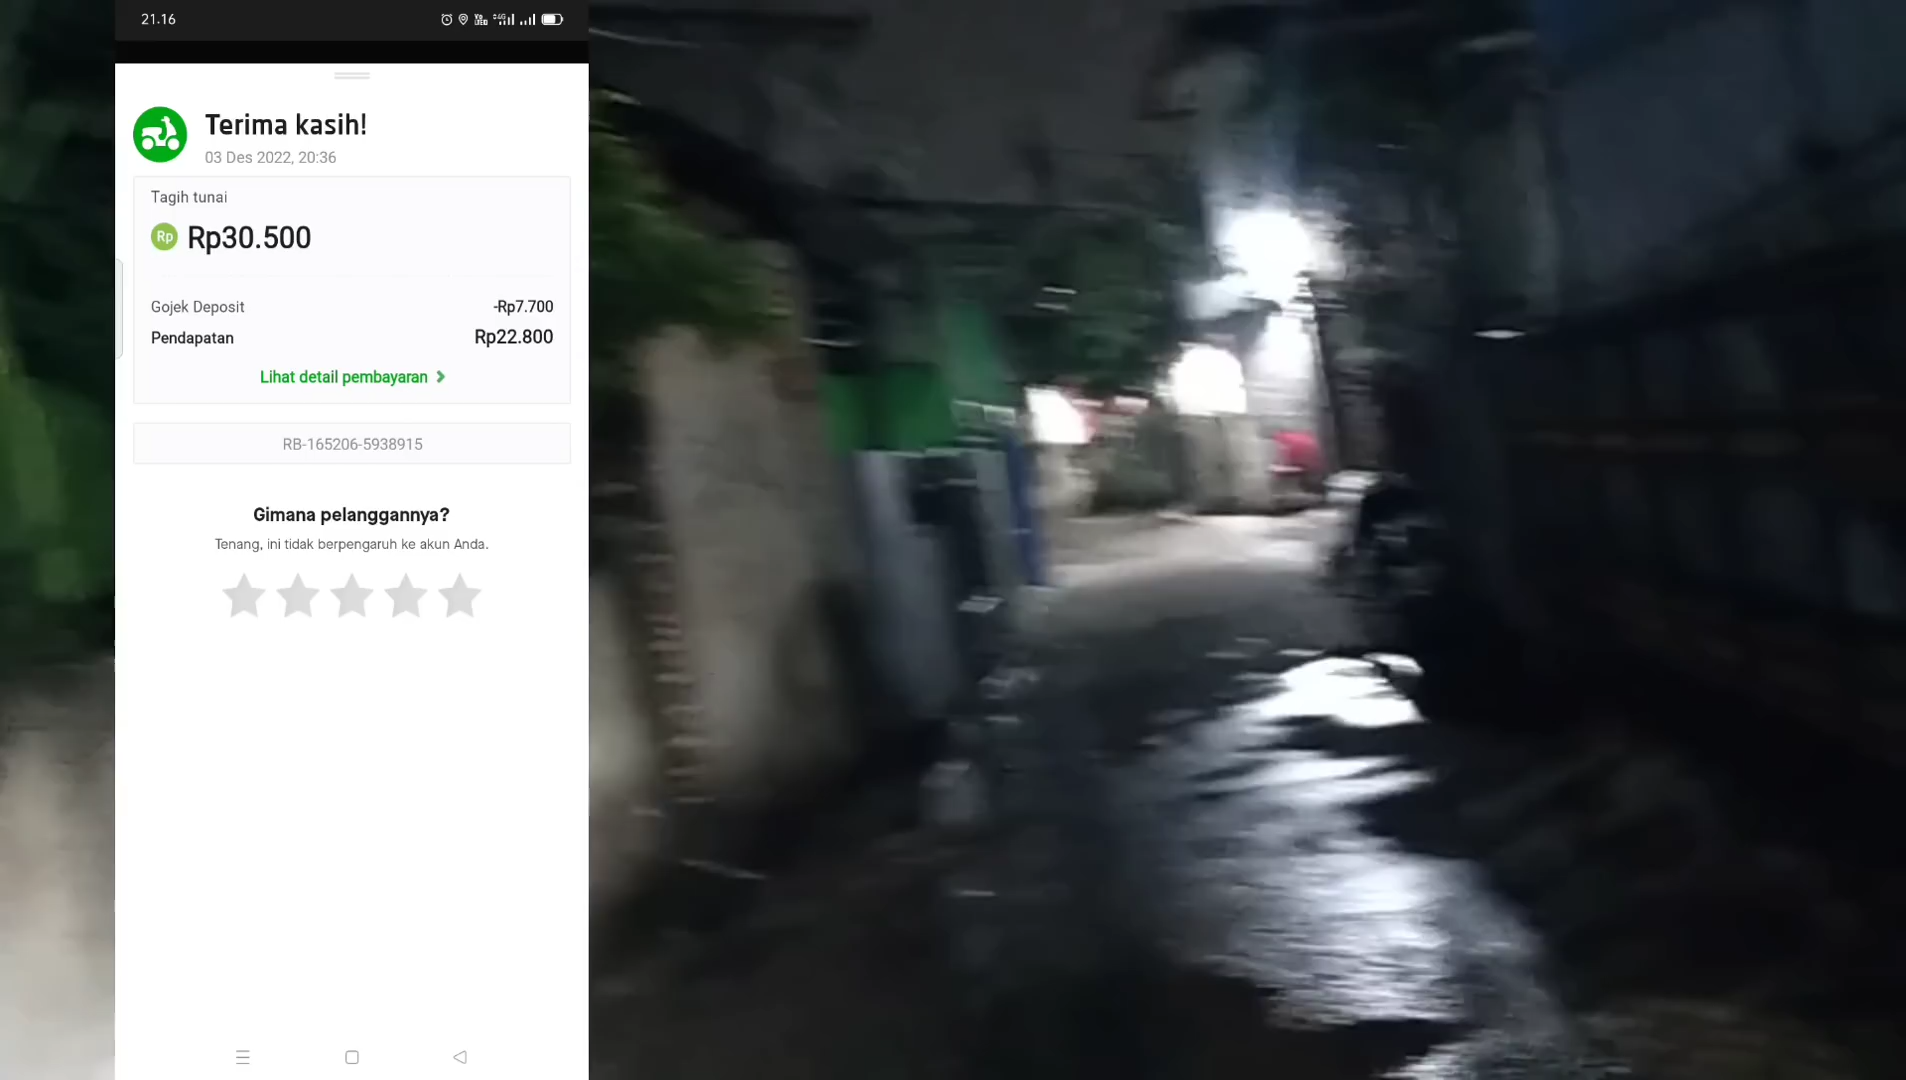 21.16
Terima kasih!
03 Des 2022, 20:36
Tagih tunai
Rp Rp30.500
Gojek Deposit -Rp7.700
Pendapatan Rp22.800
Lihat detail pembayaran
RB-165206-5938915
Gimana pelanggannya?
Tenang, ini tidak berpengaruh ke akun Anda.